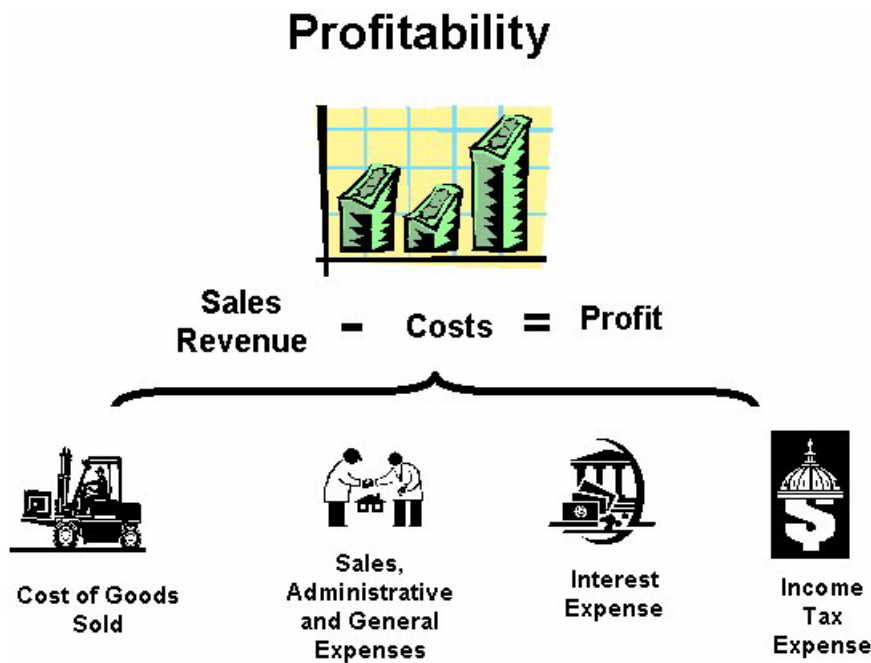 Profitability
Sales
Revenue
- Costs = Profit
Cost of Goods
Sold
Sales,
Administrative
and General
Expenses
Interest
Expense
Income
Tax
Expense